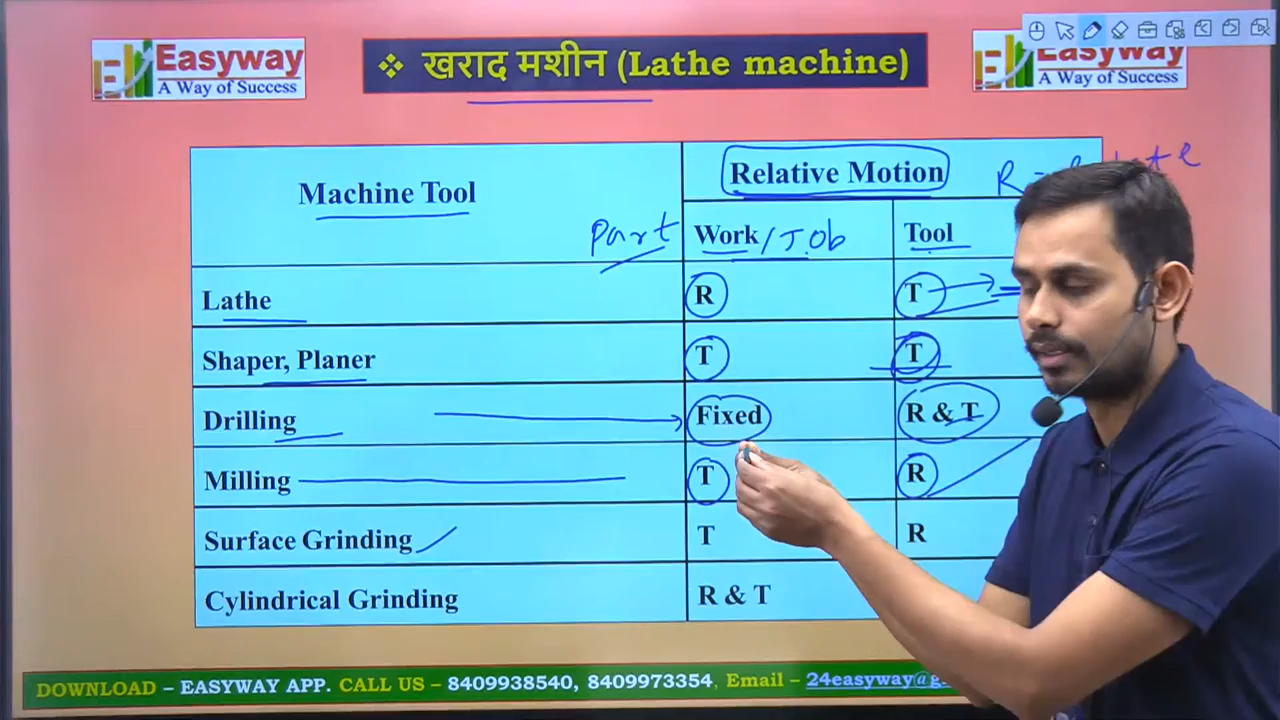 Easyway
A Way of Success
❖ खराद मशीन (Lathe machine)
Easyway
A Way of Success
Machine Tool
Relative Motion
R =
Part
Work / Job
Tool
Lathe
R
T
Shaper, Planer
T
T
Drilling
Fixed
R & T
Milling
T
R
Surface Grinding
T
R
Cylindrical Grinding
R & T
DOWNLOAD – EASYWAY APP. CALL US – 8409938540, 8409973354, Email – 24easyway@g